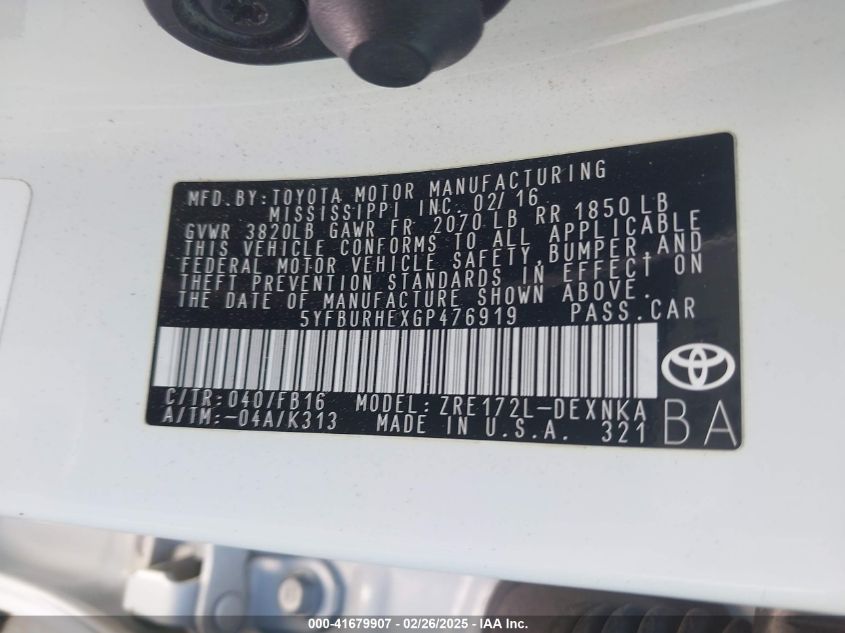 MFD. BY: TOYOTA MOTOR MANUFACTURING
MISSISSIPPI INC. 02/16
GVWR 3820LB GAWR FR 2070 LB RR 1850 LB
THIS VEHICLE CONFORMS TO ALL APPLICABLE
FEDERAL MOTOR VEHICLE SAFETY, BUMPER, AND
THEFT PREVENTION STANDARDS IN EFFECT ON
THE DATE OF MANUFACTURE SHOWN ABOVE.
5YFBURHEXGP476919 PASS. CAR
C/TR: 040/FB16 MODEL: ZRE172L-DEXNKA
A/TM: -04A/K313 MADE IN U.S.A. 321 BA
000-41679907 - 02/26/2025 - IAA Inc.